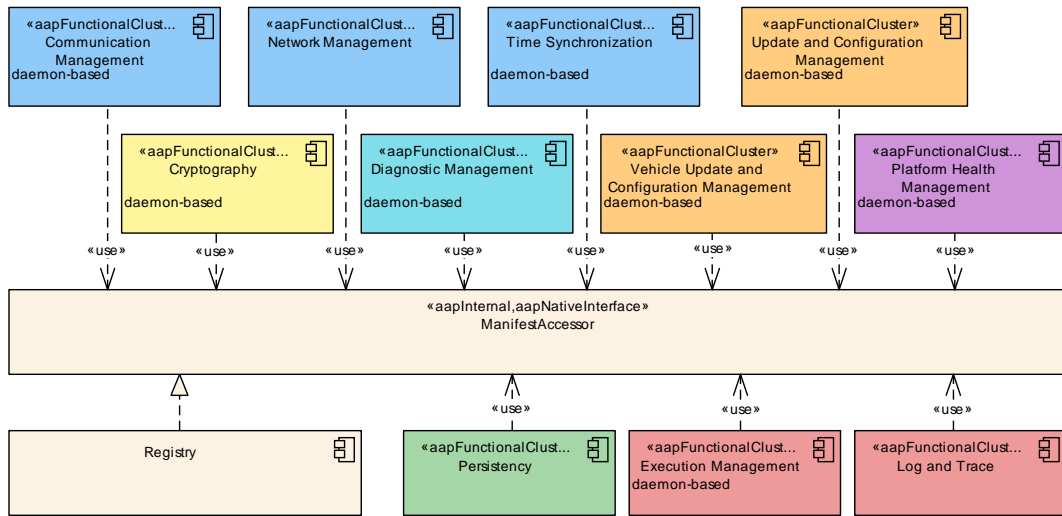 «aapFunctionalClust...
Communication
Management
daemon-based
«aapFunctionalClust...
Network Management
«aapFunctionalClust...
Time Synchronization
daemon-based
«aapFunctionalCluster»
Update and Configuration
Management
daemon-based
«aapFunctionalClust...
Cryptography
daemon-based
«aapFunctionalClust...
Diagnostic Management
daemon-based
«aapFunctionalCluster»
Vehicle Update and
Configuration Management
daemon-based
«aapFunctionalClust...
Platform Health
Management
daemon-based
«use»
«use»
«use»
«use»
«use»
«use»
«use»
«use»
«aapInternal,aapNativeInterface»
ManifestAccessor
«use»
«use»
«use»
Registry
«aapFunctionalClust...
Persistency
«aapFunctionalClust...
Execution Management
daemon-based
«aapFunctionalClust...
Log and Trace